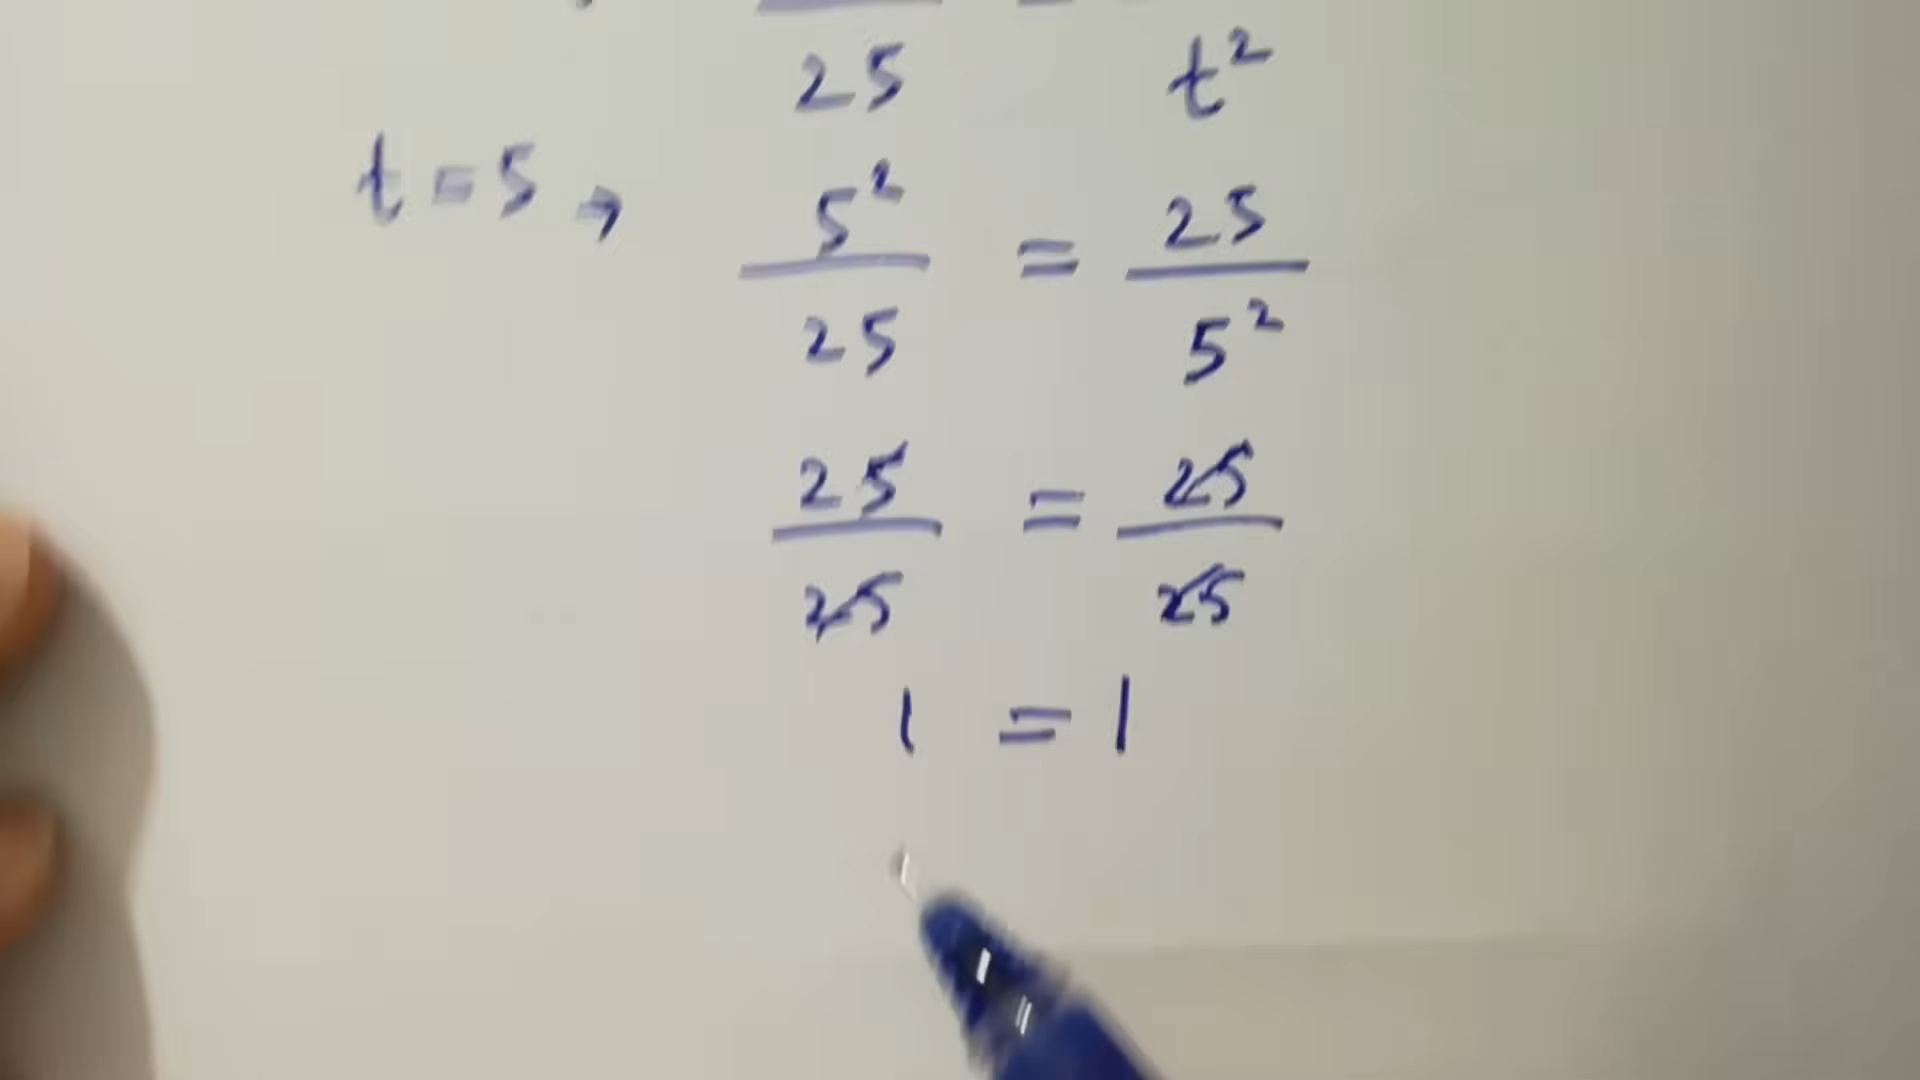 25 t²
t = 5, 5²/25 = 25/5²
25/25 = 25/25
1 = 1